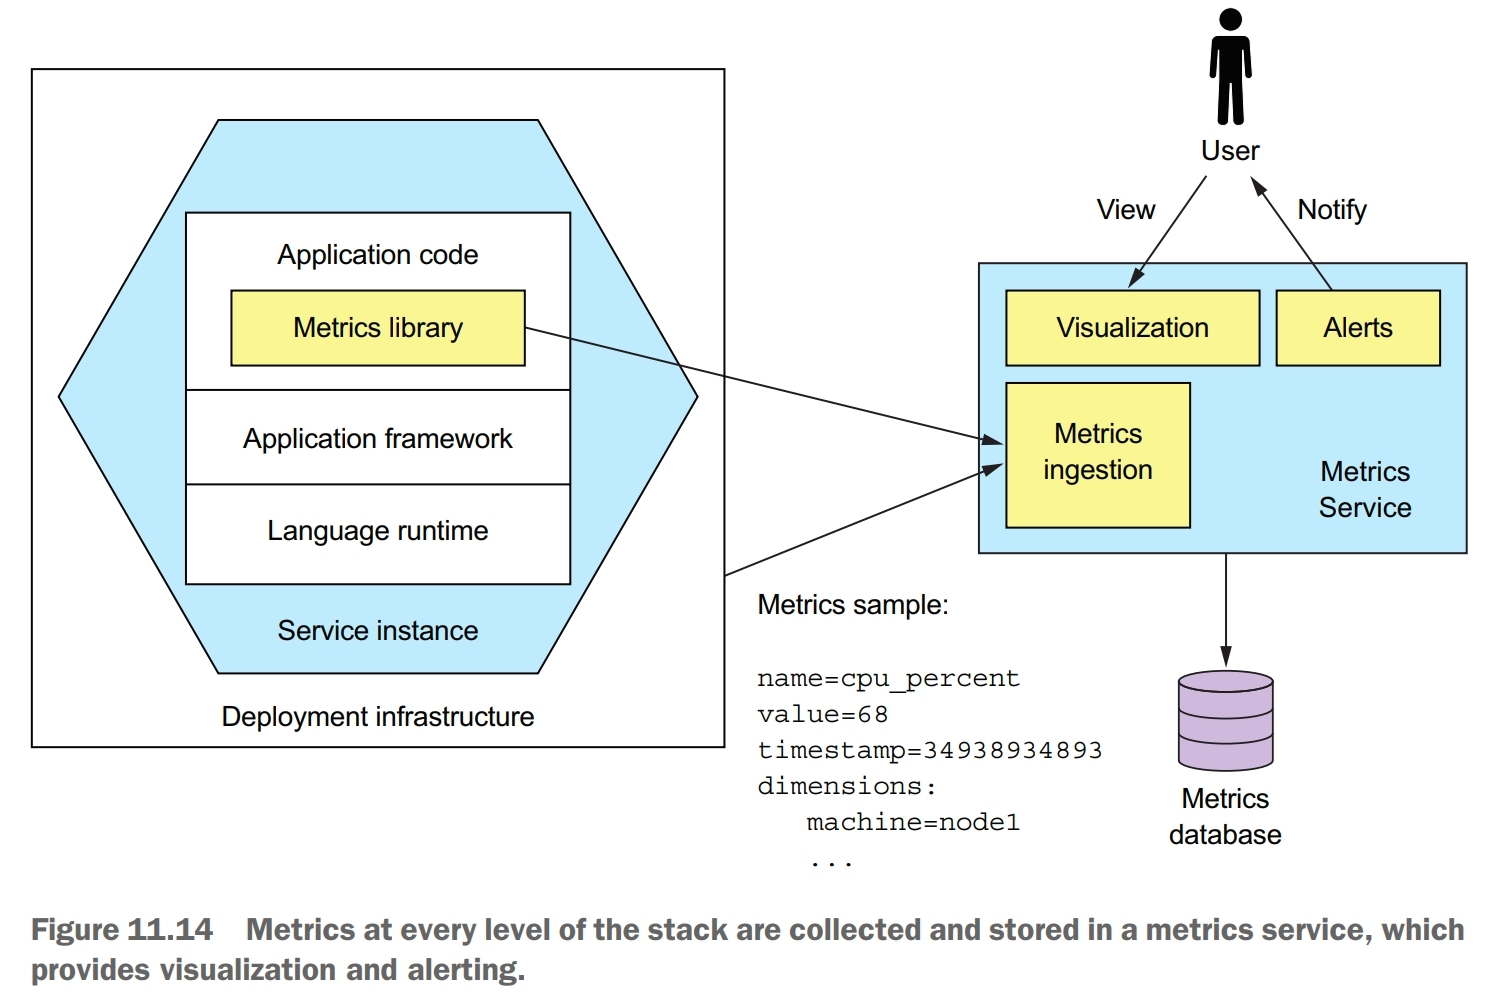 User
View
Notify
Application code
Metrics library
Application framework
Language runtime
Service instance
Deployment infrastructure
Visualization
Alerts
Metrics
ingestion
Metrics
Service
Metrics sample:
name=cpu_percent
value=68
timestamp=34938934893
dimensions:
machine=node1
...
Metrics
database
Figure 11.14 Metrics at every level of the stack are collected and stored in a metrics service, which
provides visualization and alerting.